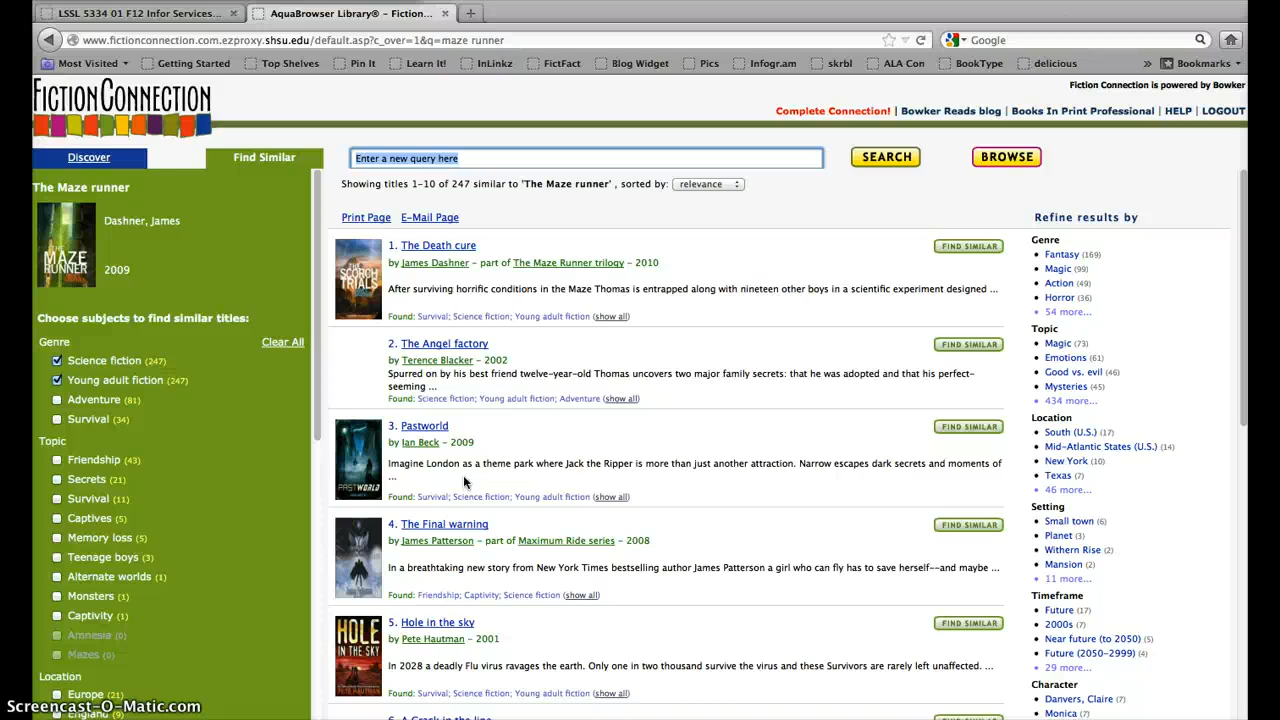 LSSL 5334 01 F12 Infor Services...
AquaBrowser Library® - Fiction...
www.fictionconnection.com.ezproxy.shsu.edu/default.asp?c_over=1&q=maze runner
Google
Most Visited
Getting Started
Top Shelves
Pin It
Learn It!
InLinkz
FictFact
Blog Widget
Pics
Infogr.am
skrbl
ALA Con
BookType
delicious
Bookmarks
Fiction Connection is powered by Bowker
FICTIONCONNECTION
Complete Connection! | Bowker Reads blog | Books In Print Professional | HELP | LOGOUT
Discover
Find Similar
Enter a new query here
SEARCH
BROWSE
The Maze runner
THE MAZE RUNNER
Dashner, James
2009
Choose subjects to find similar titles:
Genre
Clear All
Science fiction (247)
Young adult fiction (247)
Adventure (81)
Survival (34)
Topic
Friendship (43)
Secrets (21)
Survival (11)
Captives (5)
Memory loss (5)
Teenage boys (3)
Alternate worlds (1)
Monsters (1)
Captivity (1)
Amnesia (0)
Mazes (0)
Location
Europe (21)
England (9)
Showing titles 1-10 of 247 similar to 'The Maze runner' , sorted by: relevance
Print Page
E-Mail Page
THE SCORCH TRIALS
1. The Death cure
FIND SIMILAR
by James Dashner - part of The Maze Runner trilogy - 2010
After surviving horrific conditions in the Maze Thomas is entrapped along with nineteen other boys in a scientific experiment designed ...
Found: Survival; Science fiction; Young adult fiction (show all)
2. The Angel factory
FIND SIMILAR
by Terence Blacker - 2002
Spurred on by his best friend twelve-year-old Thomas uncovers two major family secrets: that he was adopted and that his perfect-
seeming ...
Found: Science fiction; Young adult fiction; Adventure (show all)
PASTWORLD
3. Pastworld
FIND SIMILAR
by Ian Beck - 2009
Imagine London as a theme park where Jack the Ripper is more than just another attraction. Narrow escapes dark secrets and moments of
...
Found: Survival; Science fiction; Young adult fiction (show all)
4. The Final warning
FIND SIMILAR
by James Patterson - part of Maximum Ride series - 2008
In a breathtaking new story from New York Times bestselling author James Patterson a girl who can fly has to save herself--and maybe ...
Found: Friendship; Captivity; Science fiction (show all)
HOLE IN THE SKY
PETE HAUTMAN
5. Hole in the sky
FIND SIMILAR
by Pete Hautman - 2001
In 2028 a deadly Flu virus ravages the earth. Only one in two thousand survive the virus and these Survivors are rarely left unaffected. ...
Found: Survival; Science fiction; Young adult fiction (show all)
6. A Crack in the line
Refine results by
Genre
Fantasy (169)
Magic (99)
Action (49)
Horror (36)
54 more...
Topic
Magic (73)
Emotions (61)
Good vs. evil (46)
Mysteries (45)
434 more...
Location
South (U.S.) (17)
Mid-Atlantic States (U.S.) (14)
New York (10)
Texas (7)
46 more...
Setting
Small town (6)
Planet (3)
Withern Rise (2)
Mansion (2)
11 more...
Timeframe
Future (17)
2000s (7)
Near future (to 2050) (5)
Future (2050-2999) (4)
29 more...
Character
Danvers, Claire (7)
Monica (7)
Screencast-O-Matic.com